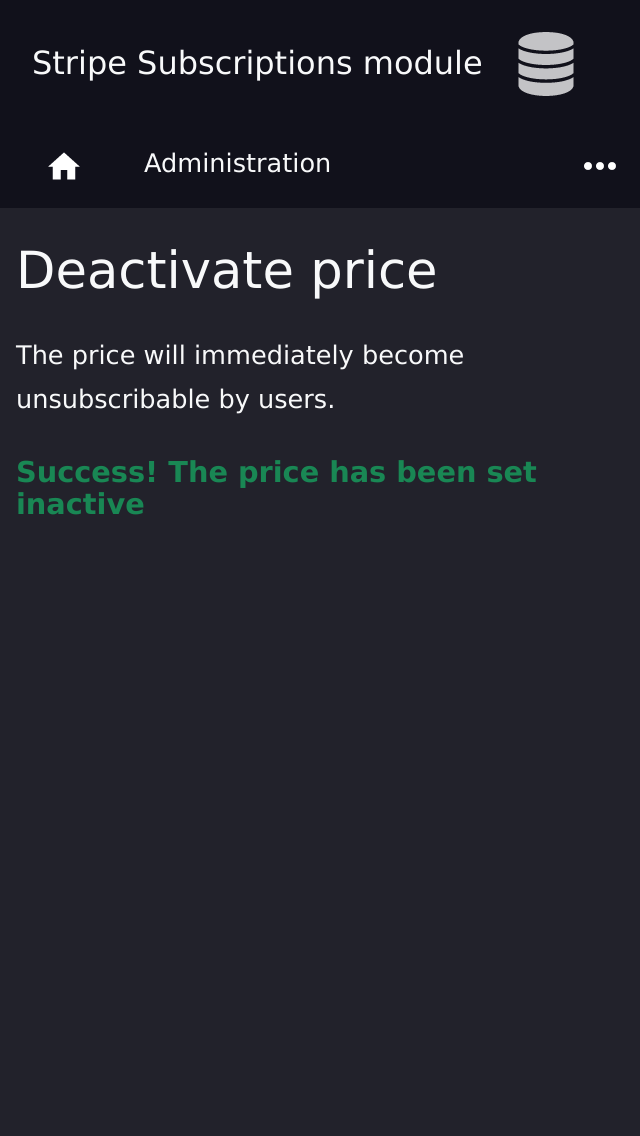 Stripe Subscriptions module
Administration
Deactivate price
The price will immediately become
unsubscribable by users.
Success! The price has been set
inactive